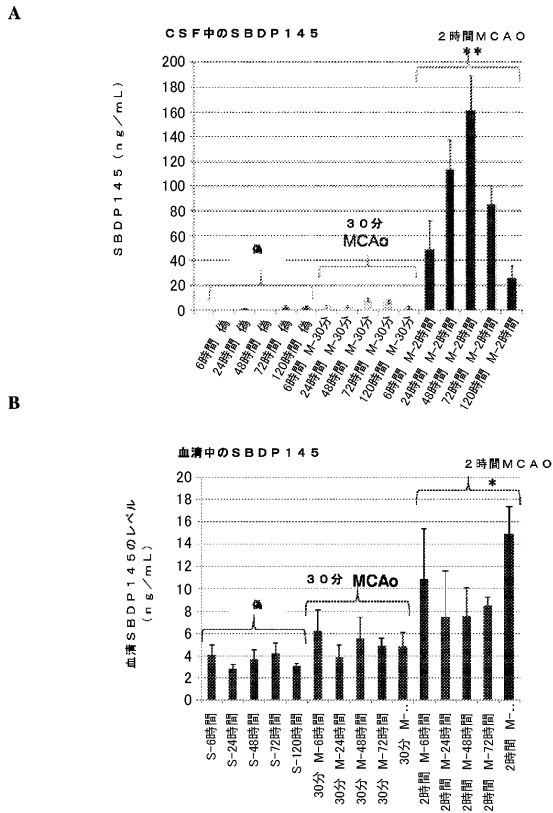 A
CSF中のSBDP145
2時間MCAO
**
SBDP145(ng/mL)
200
180
160
140
120
100
80
60
40
20
0
偽
30分
MCAo
6時間 偽
24時間 偽
48時間 偽
72時間 偽
120時間 偽
6時間 M-30分
24時間 M-30分
48時間 M-30分
72時間 M-30分
120時間 M-30分
6時間 M-2時間
24時間 M-2時間
48時間 M-2時間
72時間 M-2時間
120時間 M-2時間
B
血清中のSBDP145
2時間MCAO
*
血清SBDP145のレベル
(ng/mL)
20
18
16
14
12
10
8
6
4
2
0
偽
30分 MCAo
S-6時間
S-24時間
S-48時間
S-72時間
S-120時間
30分 M-6時間
30分 M-24時間
30分 M-48時間
30分 M-72時間
30分 M-…
2時間 M-6時間
2時間 M-24時間
2時間 M-48時間
2時間 M-72時間
2時間 M-…